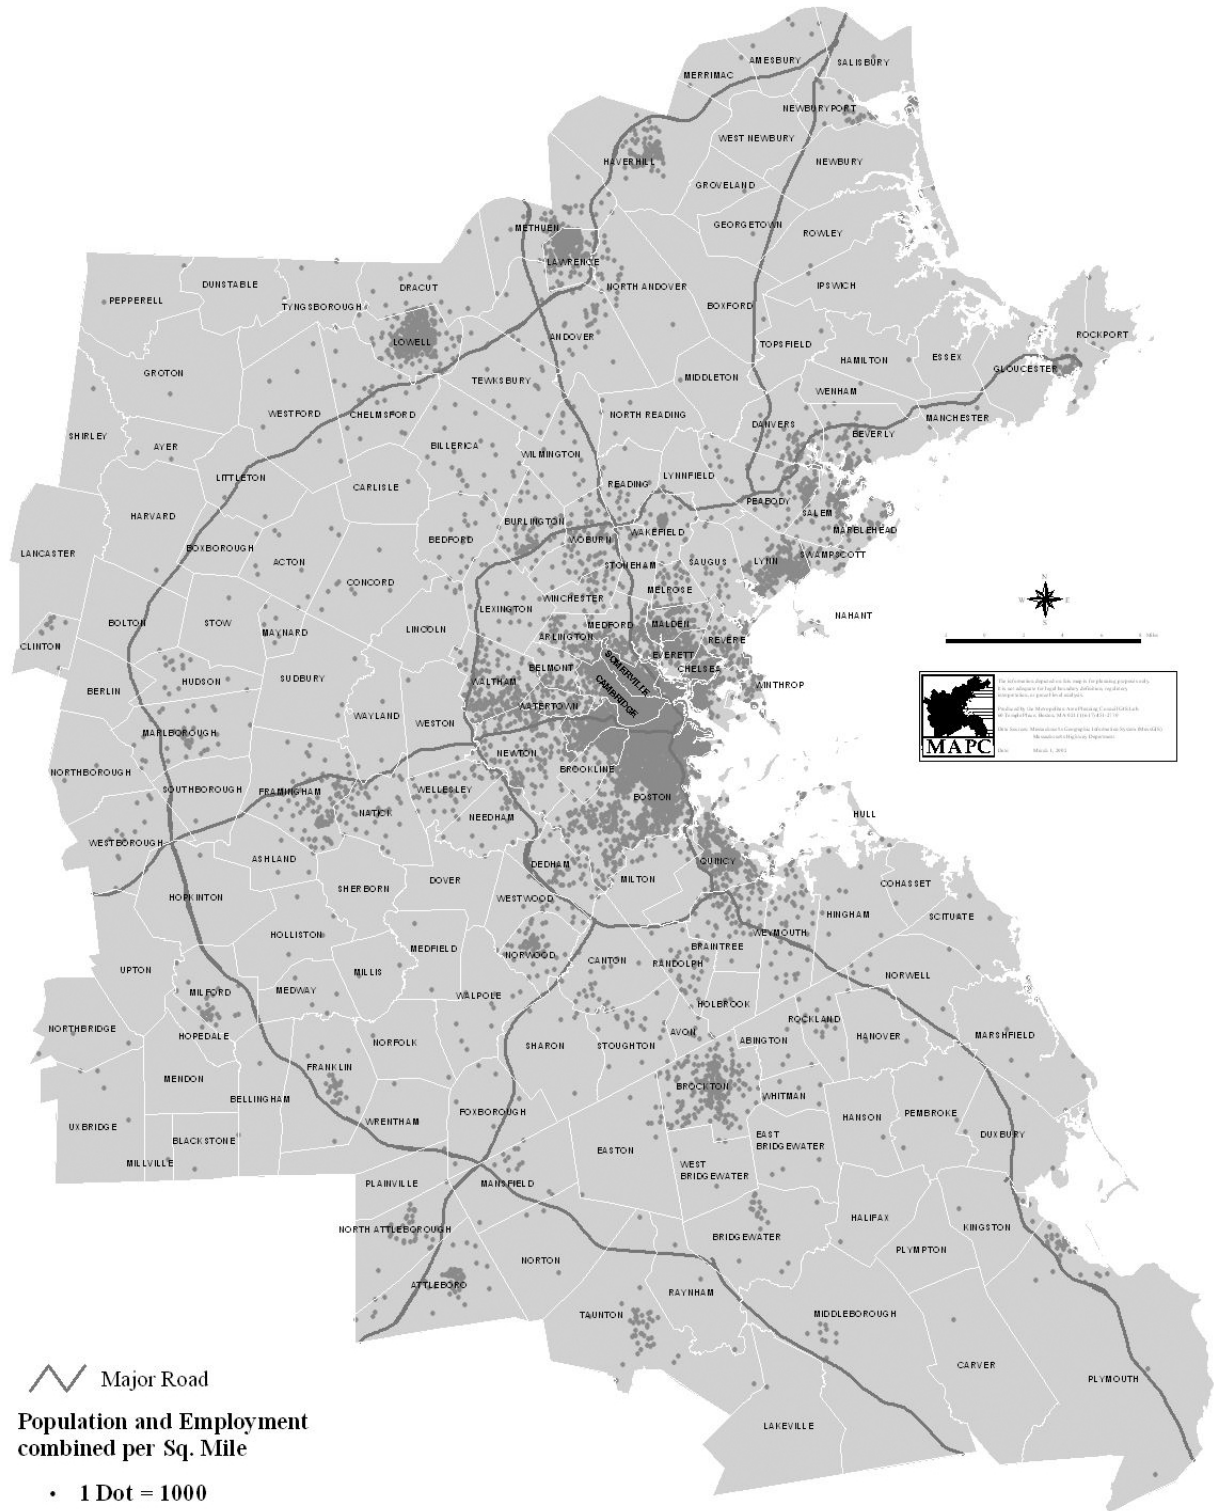 AMESBURY
SALISBURY
MERRIMAC
NEWBURYPORT
WEST NEWBURY
HAVERHILL
NEWBURY
GROVELAND
GEORGETOWN
METHUEN
ROWLEY
LAWRENCE
DUNSTABLE
DRACUT
NORTH ANDOVER
IPSWICH
PEPPERELL
TYNGSBOROUGH
BOXFORD
ROCKPORT
LOWELL
ANDOVER
TOPSFIELD
HAMILTON
ESSEX
GLOUCESTER
GROTON
TEWKSBURY
MIDDLETON
WENHAM
WESTFORD
CHELMSFORD
NORTH READING
MANCHESTER
DANVERS
SHIRLEY
BEVERLY
AYER
BILLERICA
WILMINGTON
LITTLETON
CARLISLE
READING
LYNNFIELD
PEABODY
HARVARD
BURLINGTON
SALEM
WAKEFIELD
MARBLEHEAD
BEDFORD
WOBURN
LANCASTER
BOXBOROUGH
ACTON
STONEHAM
SAUGUS
LYNN
SWAMPSCOTT
CONCORD
MELROSE
WINCHESTER
LEXINGTON
NAHANT
BOLTON
STOW
MAYNARD
LINCOLN
MEDFORD
MALDEN
ARLINGTON
REVERE
CLINTON
SOMERVILLE
EVERETT
BELMONT
CHELSEA
HUDSON
SUDBURY
WALTHAM
CAMBRIDGE
WINTHROP
BERLIN
WATERTOWN
WAYLAND
WESTON
MARLBOROUGH
NEWTON
NORTHBOROUGH
BROOKLINE
SOUTHBOROUGH
FRAMINGHAM
WELLESLEY
BOSTON
NATICK
NEEDHAM
HULL
WESTBOROUGH
ASHLAND
DEDHAM
QUINCY
SHERBORN
DOVER
MILTON
COHASSET
HOPKINTON
WESTWOOD
HINGHAM
SCITUATE
HOLLISTON
WEYMOUTH
MEDFIELD
BRAINTREE
NORWOOD
CANTON
RANDOLPH
UPTON
MILLIS
NORWELL
MILFORD
MEDWAY
WALPOLE
HOLBROOK
NORTHBRIDGE
HOPEDALE
ROCKLAND
AVON
HANOVER
MARSHFIELD
NORFOLK
SHARON
STOUGHTON
ABINGTON
FRANKLIN
MENDON
BROCKTON
BELLINGHAM
WHITMAN
FOXBOROUGH
HANSON
PEMBROKE
UXBRIDGE
WRENTHAM
BLACKSTONE
EAST
BRIDGEWATER
DUXBURY
EASTON
MILLVILLE
WEST
BRIDGEWATER
PLAINVILLE
MANSFIELD
HALIFAX
NORTH ATTLEBOROUGH
KINGSTON
BRIDGEWATER
PLYMPTON
NORTON
ATTLEBORO
RAYNHAM
TAUNTON
MIDDLEBOROUGH
CARVER
PLYMOUTH
LAKEVILLE
N
W E
S
Miles
MAPC
Major Road
Population and Employment
combined per Sq. Mile
• 1 Dot = 1000